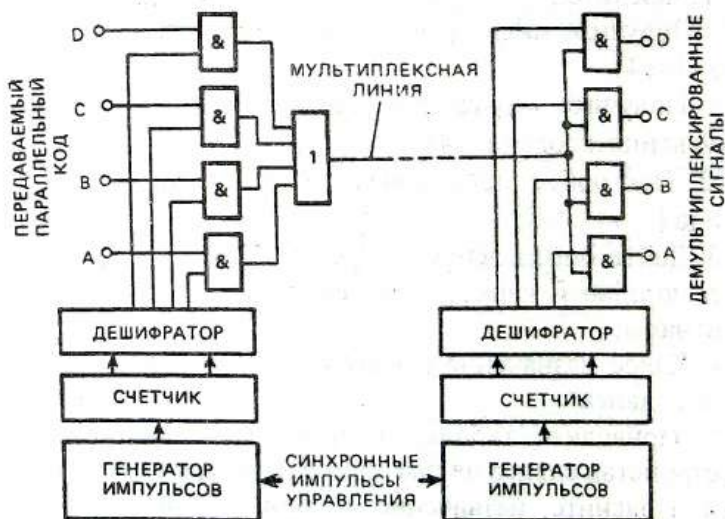 D
&
C
&
B
&
A
&
1
МУЛЬТИПЛЕКСНАЯ
ЛИНИЯ
&
D
&
C
&
B
&
A
ПЕРЕДАВАЕМЫЙ
ПАРАЛЛЕЛЬНЫЙ
КОД
ДЕМУЛЬТИПЛЕКСИРОВАННЫЕ
СИГНАЛЫ
ДЕШИФРАТОР
СЧЕТЧИК
ГЕНЕРАТОР
ИМПУЛЬСОВ
СИНХРОННЫЕ
ИМПУЛЬСЫ
УПРАВЛЕНИЯ
ДЕШИФРАТОР
СЧЕТЧИК
ГЕНЕРАТОР
ИМПУЛЬСОВ